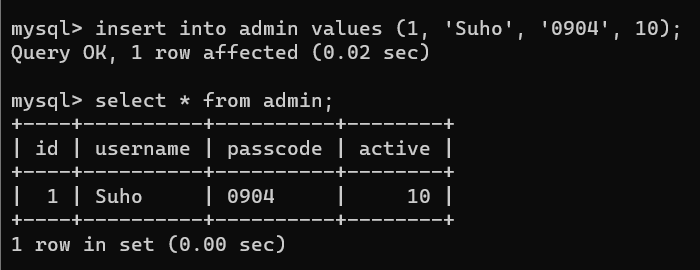 mysql> insert into admin values (1, 'Suho', '0904', 10);
Query OK, 1 row affected (0.02 sec)
mysql> select * from admin;
+----+----------+----------+--------+
| id | username | passcode | active |
+----+----------+----------+--------+
|  1 | Suho     | 0904     |     10 |
+----+----------+----------+--------+
1 row in set (0.00 sec)